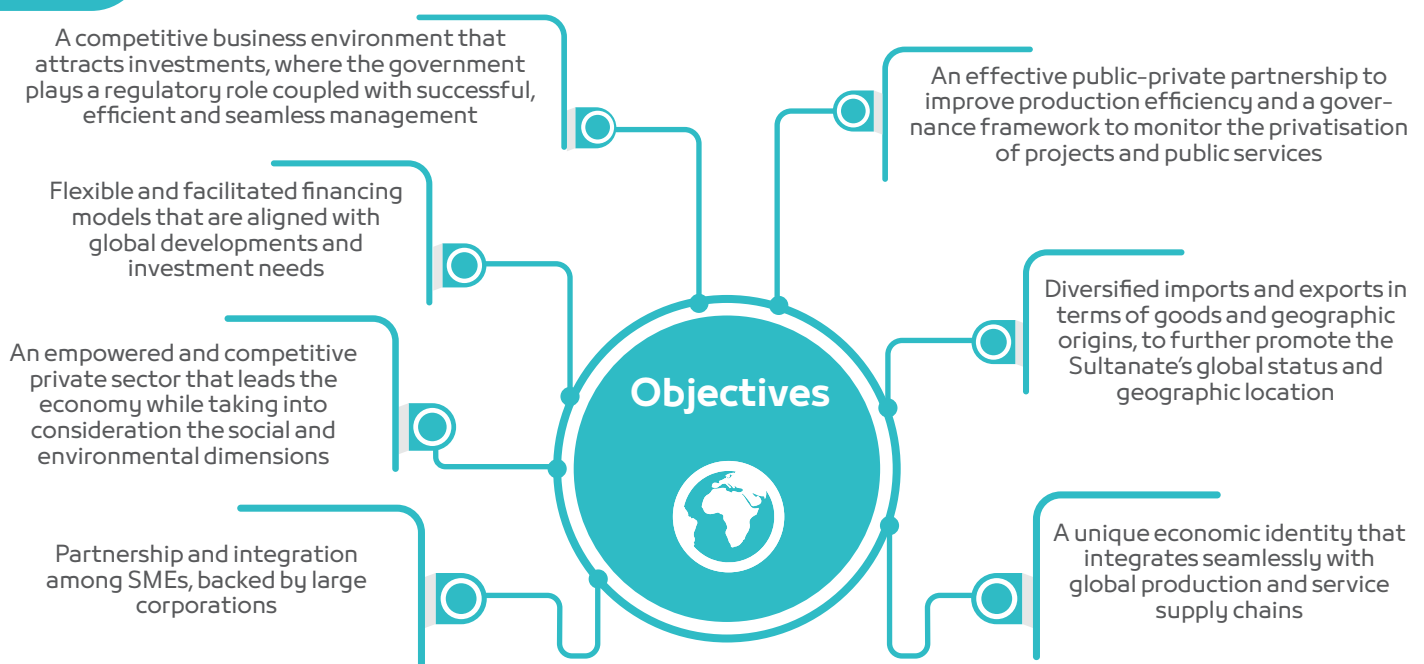 A competitive business environment that
attracts investments, where the government
plays a regulatory role coupled with successful,
efficient and seamless management
Flexible and facilitated financing
models that are aligned with
global developments and
investment needs
An empowered and competitive
private sector that leads the
economy while taking into
consideration the social and
environmental dimensions
Partnership and integration
among SMEs, backed by large
corporations
Objectives
An effective public-private partnership to
improve production efficiency and a gover-
nance framework to monitor the privatisation
of projects and public services
Diversified imports and exports in
terms of goods and geographic
origins, to further promote the
Sultanate’s global status and
geographic location
A unique economic identity that
integrates seamlessly with
global production and service
supply chains